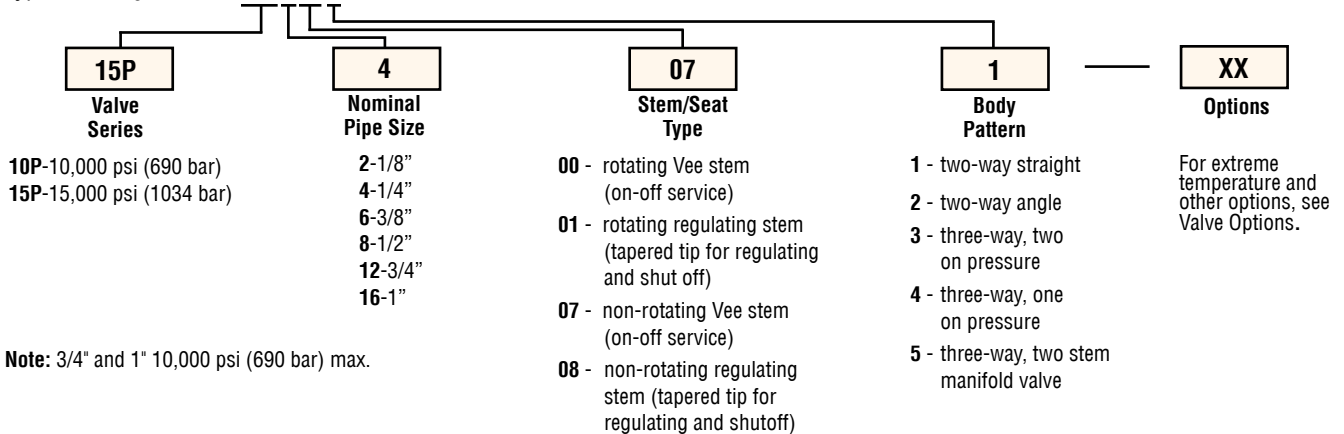 15P
Valve
Series
10P-10,000 psi (690 bar)
15P-15,000 psi (1034 bar)
4
Nominal
Pipe Size
2-1/8”
4-1/4”
6-3/8”
8-1/2”
12-3/4”
16-1”
07
Stem/Seat
Type
00 - rotating Vee stem
(on-off service)
01 - rotating regulating stem
(tapered tip for regulating
and shut off)
07 - non-rotating Vee stem
(on-off service)
08 - non-rotating regulating
stem (tapered tip for
regulating and shutoff)
1
Body
Pattern
1 - two-way straight
2 - two-way angle
3 - three-way, two
on pressure
4 - three-way, one
on pressure
5 - three-way, two stem
manifold valve
XX
Options
For extreme
temperature and
other options, see
Valve Options.
Note: 3/4" and 1" 10,000 psi (690 bar) max.